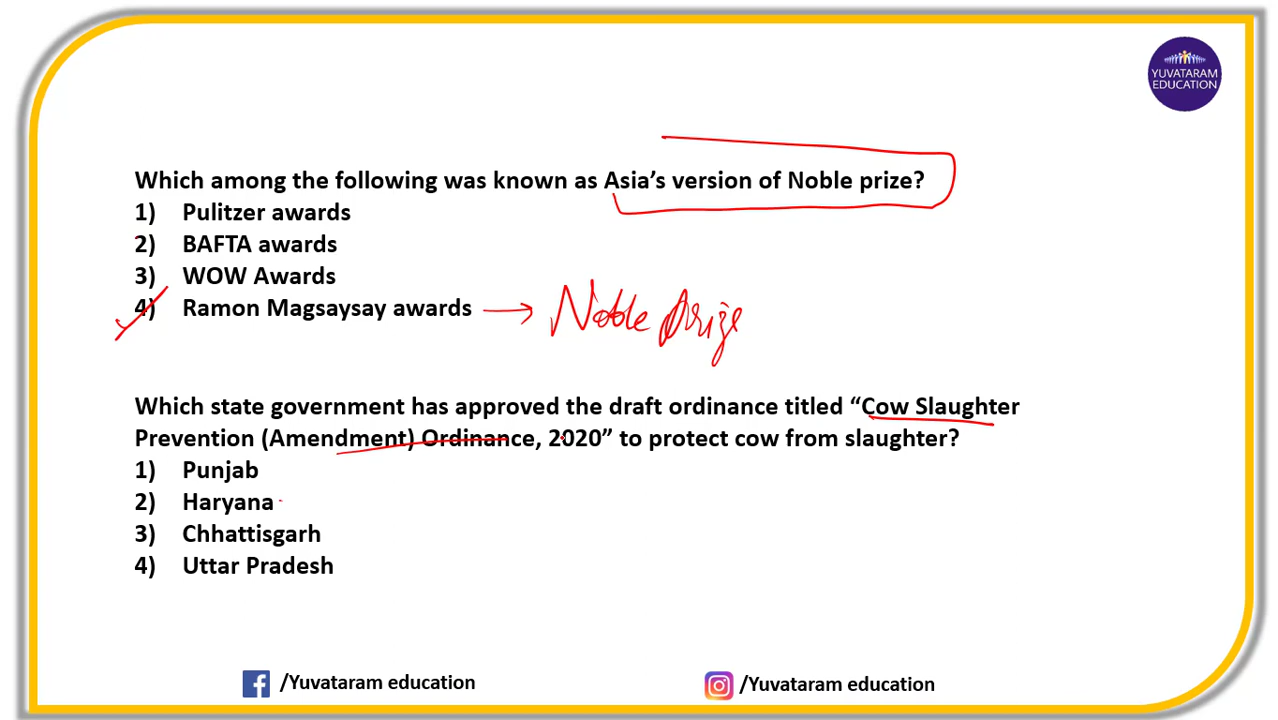 YUVATARAM
EDUCATION
Which among the following was known as Asia's version of Noble prize?
1) Pulitzer awards
2) BAFTA awards
3) WOW Awards
4) Ramon Magsaysay awards → Noble Prize
Which state government has approved the draft ordinance titled “Cow Slaughter
Prevention (Amendment) Ordinance, 2020” to protect cow from slaughter?
1) Punjab
2) Haryana
3) Chhattisgarh
4) Uttar Pradesh
/Yuvataram education
/Yuvataram education